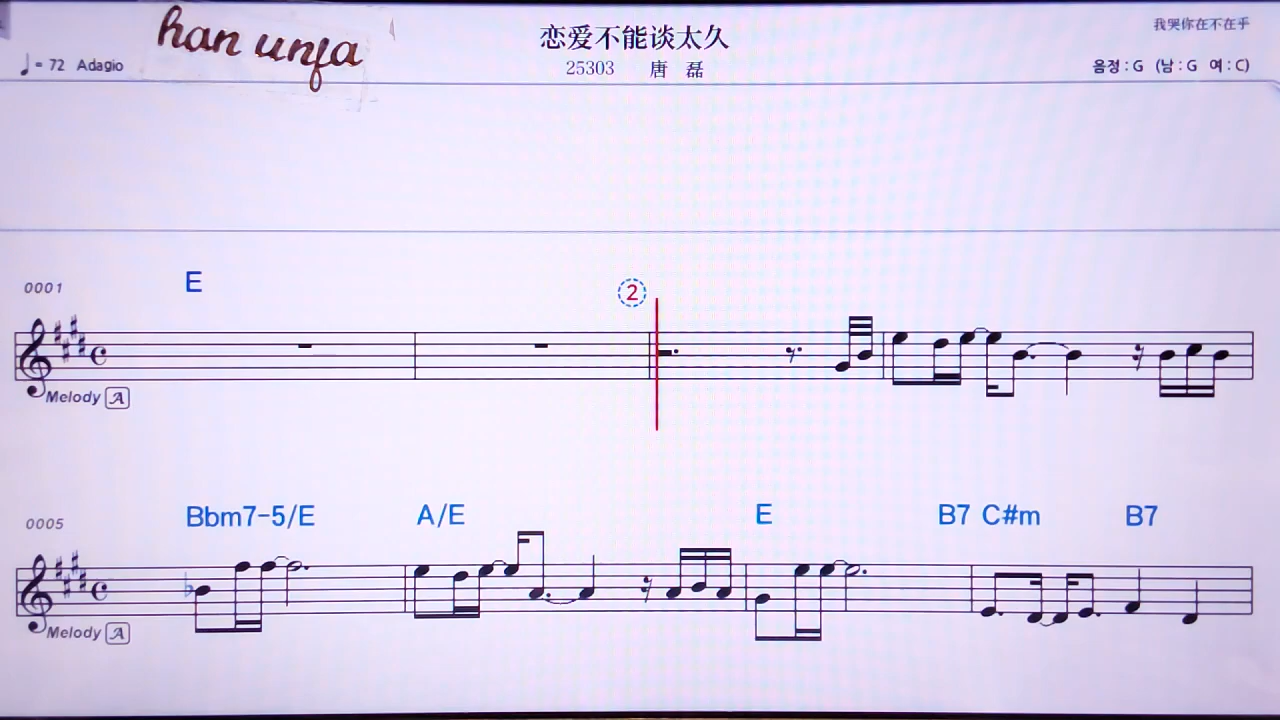 han unfa
恋爱不能谈太久
我哭你在不在乎
♩= 72 Adagio
25303 唐 磊
음정 : G (남 : G 여 : C)
0001 E ②
Melody A
0005 Bbm7-5/E A/E E B7 C#m B7
Melody A